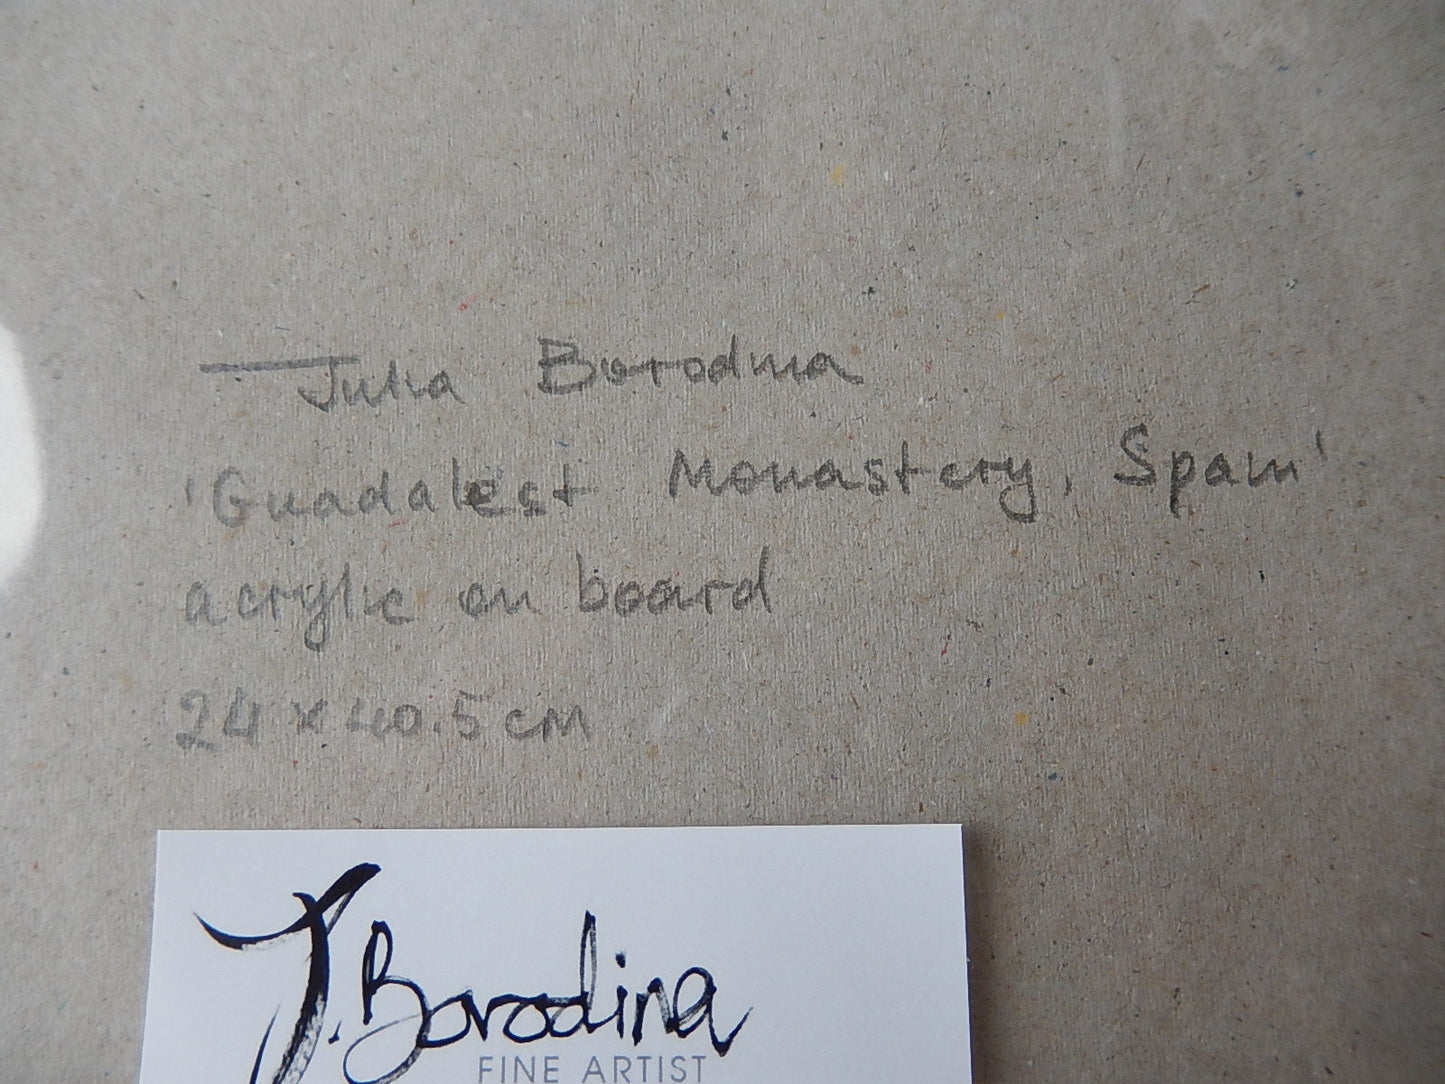 Julia Borodina
'Guadalest Monastery, Spain'
acrylic on board
24 x 40.5 cm
J. Borodina
FINE ARTIST